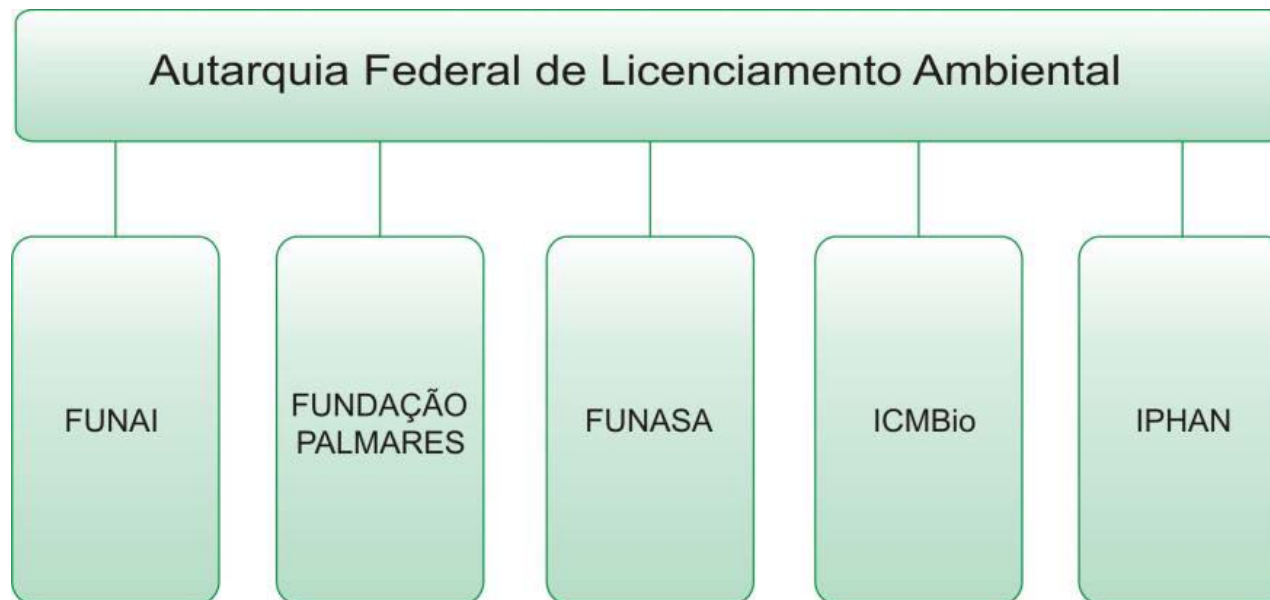 Autarquia Federal de Licenciamento Ambiental
FUNAI
FUNDAÇÃO
PALMARES
FUNASA
ICMBio
IPHAN